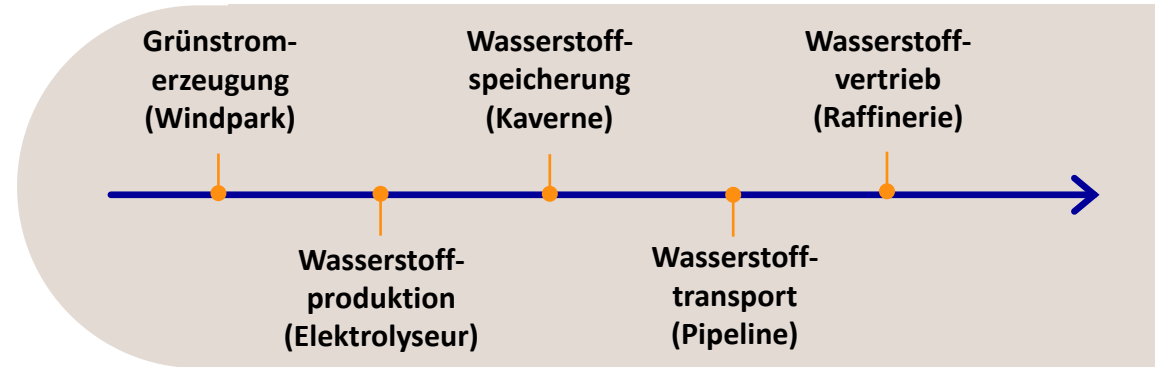 Grünstrom-
erzeugung
(Windpark)
Wasserstoff-
produktion
(Elektrolyseur)
Wasserstoff-
speicherung
(Kaverne)
Wasserstoff-
transport
(Pipeline)
Wasserstoff-
vertrieb
(Raffinerie)